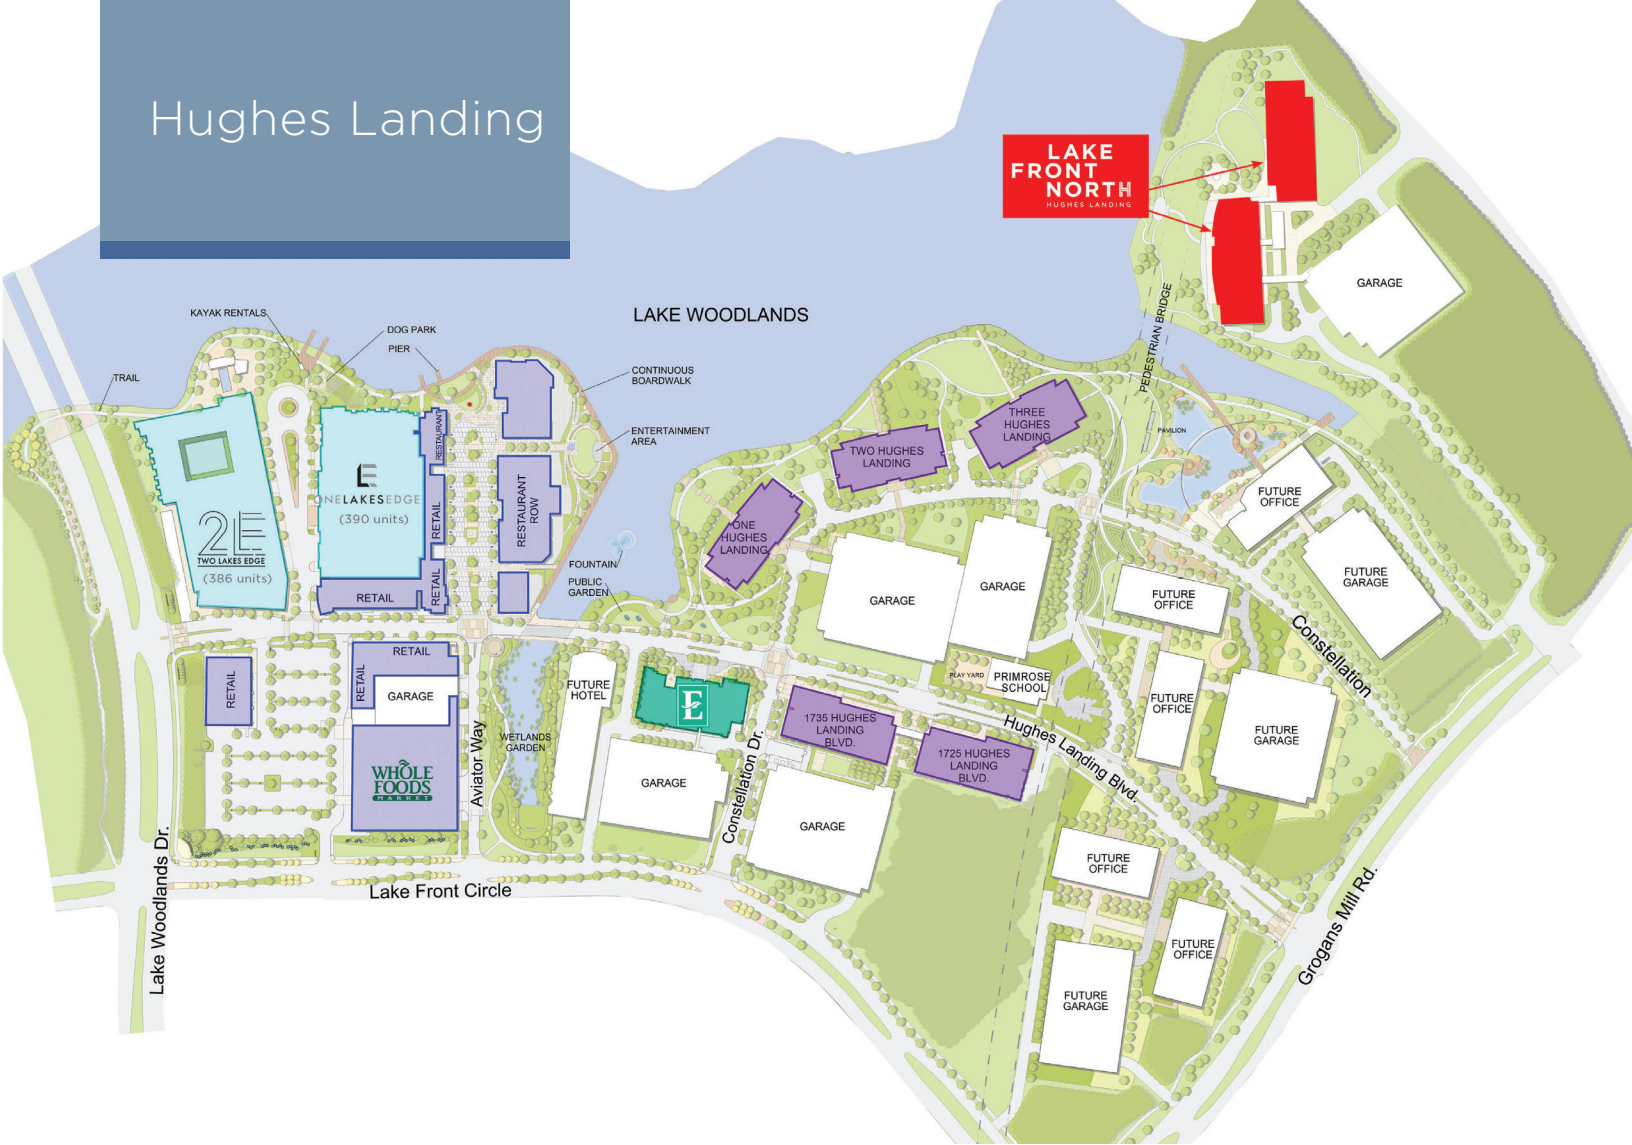 Hughes Landing
LAKE
FRONT
NORTH
HUGHES LANDING
GARAGE
PEDESTRIAN BRIDGE
LAKE WOODLANDS
KAYAK RENTALS
DOG PARK
PIER
TRAIL
CONTINUOUS
BOARDWALK
ENTERTAINMENT
AREA
RESTAURANT
RESTAURANT
ROW
ONELAKESEDGE
(390 units)
2E
TWO LAKES EDGE
(386 units)
RETAIL
RETAIL
RETAIL
FOUNTAIN
PUBLIC
GARDEN
ONE
HUGHES
LANDING
TWO HUGHES
LANDING
THREE
HUGHES
LANDING
PAVILION
FUTURE
OFFICE
FUTURE
GARAGE
GARAGE
GARAGE
FUTURE
OFFICE
Constellation
RETAIL
RETAIL
RETAIL
GARAGE
WHOLE
FOODS
MARKET
Aviator Way
WETLANDS
GARDEN
FUTURE
HOTEL
E
GARAGE
Constellation Dr.
1735 HUGHES
LANDING
BLVD.
1725 HUGHES
LANDING
BLVD.
PLAY YARD
PRIMROSE
SCHOOL
Hughes Landing Blvd.
FUTURE
OFFICE
FUTURE
GARAGE
GARAGE
FUTURE
OFFICE
FUTURE
OFFICE
FUTURE
GARAGE
Lake Woodlands Dr.
Lake Front Circle
Grogans Mill Rd.